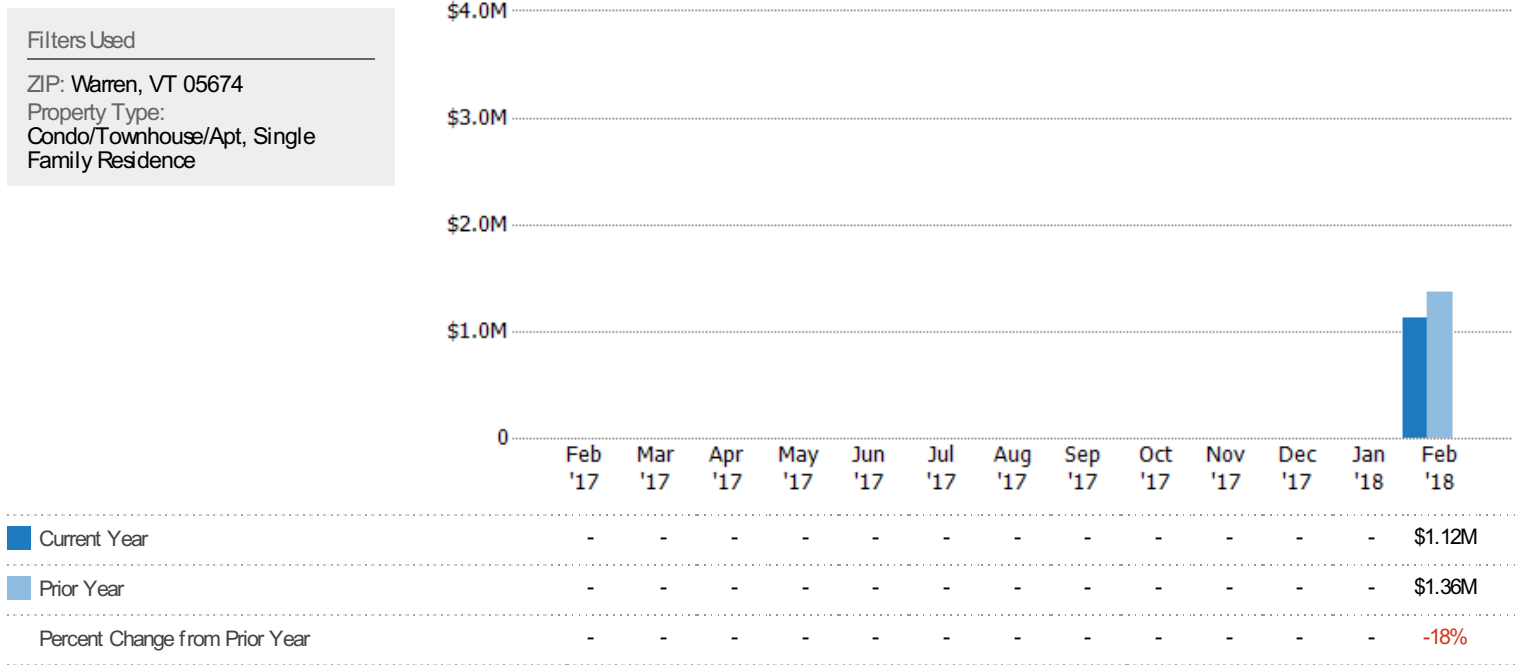 Filters Used
ZIP: Warren, VT 05674
Property Type:
Condo/Townhouse/Apt, Single
Family Residence
$4.0M
$3.0M
$2.0M
$1.0M
0
Feb Mar Apr May Jun Jul Aug Sep Oct Nov Dec Jan Feb
'17 '17 '17 '17 '17 '17 '17 '17 '17 '17 '17 '18 '18
Current Year - - - - - - - - - - - - $1.12M
Prior Year - - - - - - - - - - - - $1.36M
Percent Change from Prior Year - - - - - - - - - - - - -18%